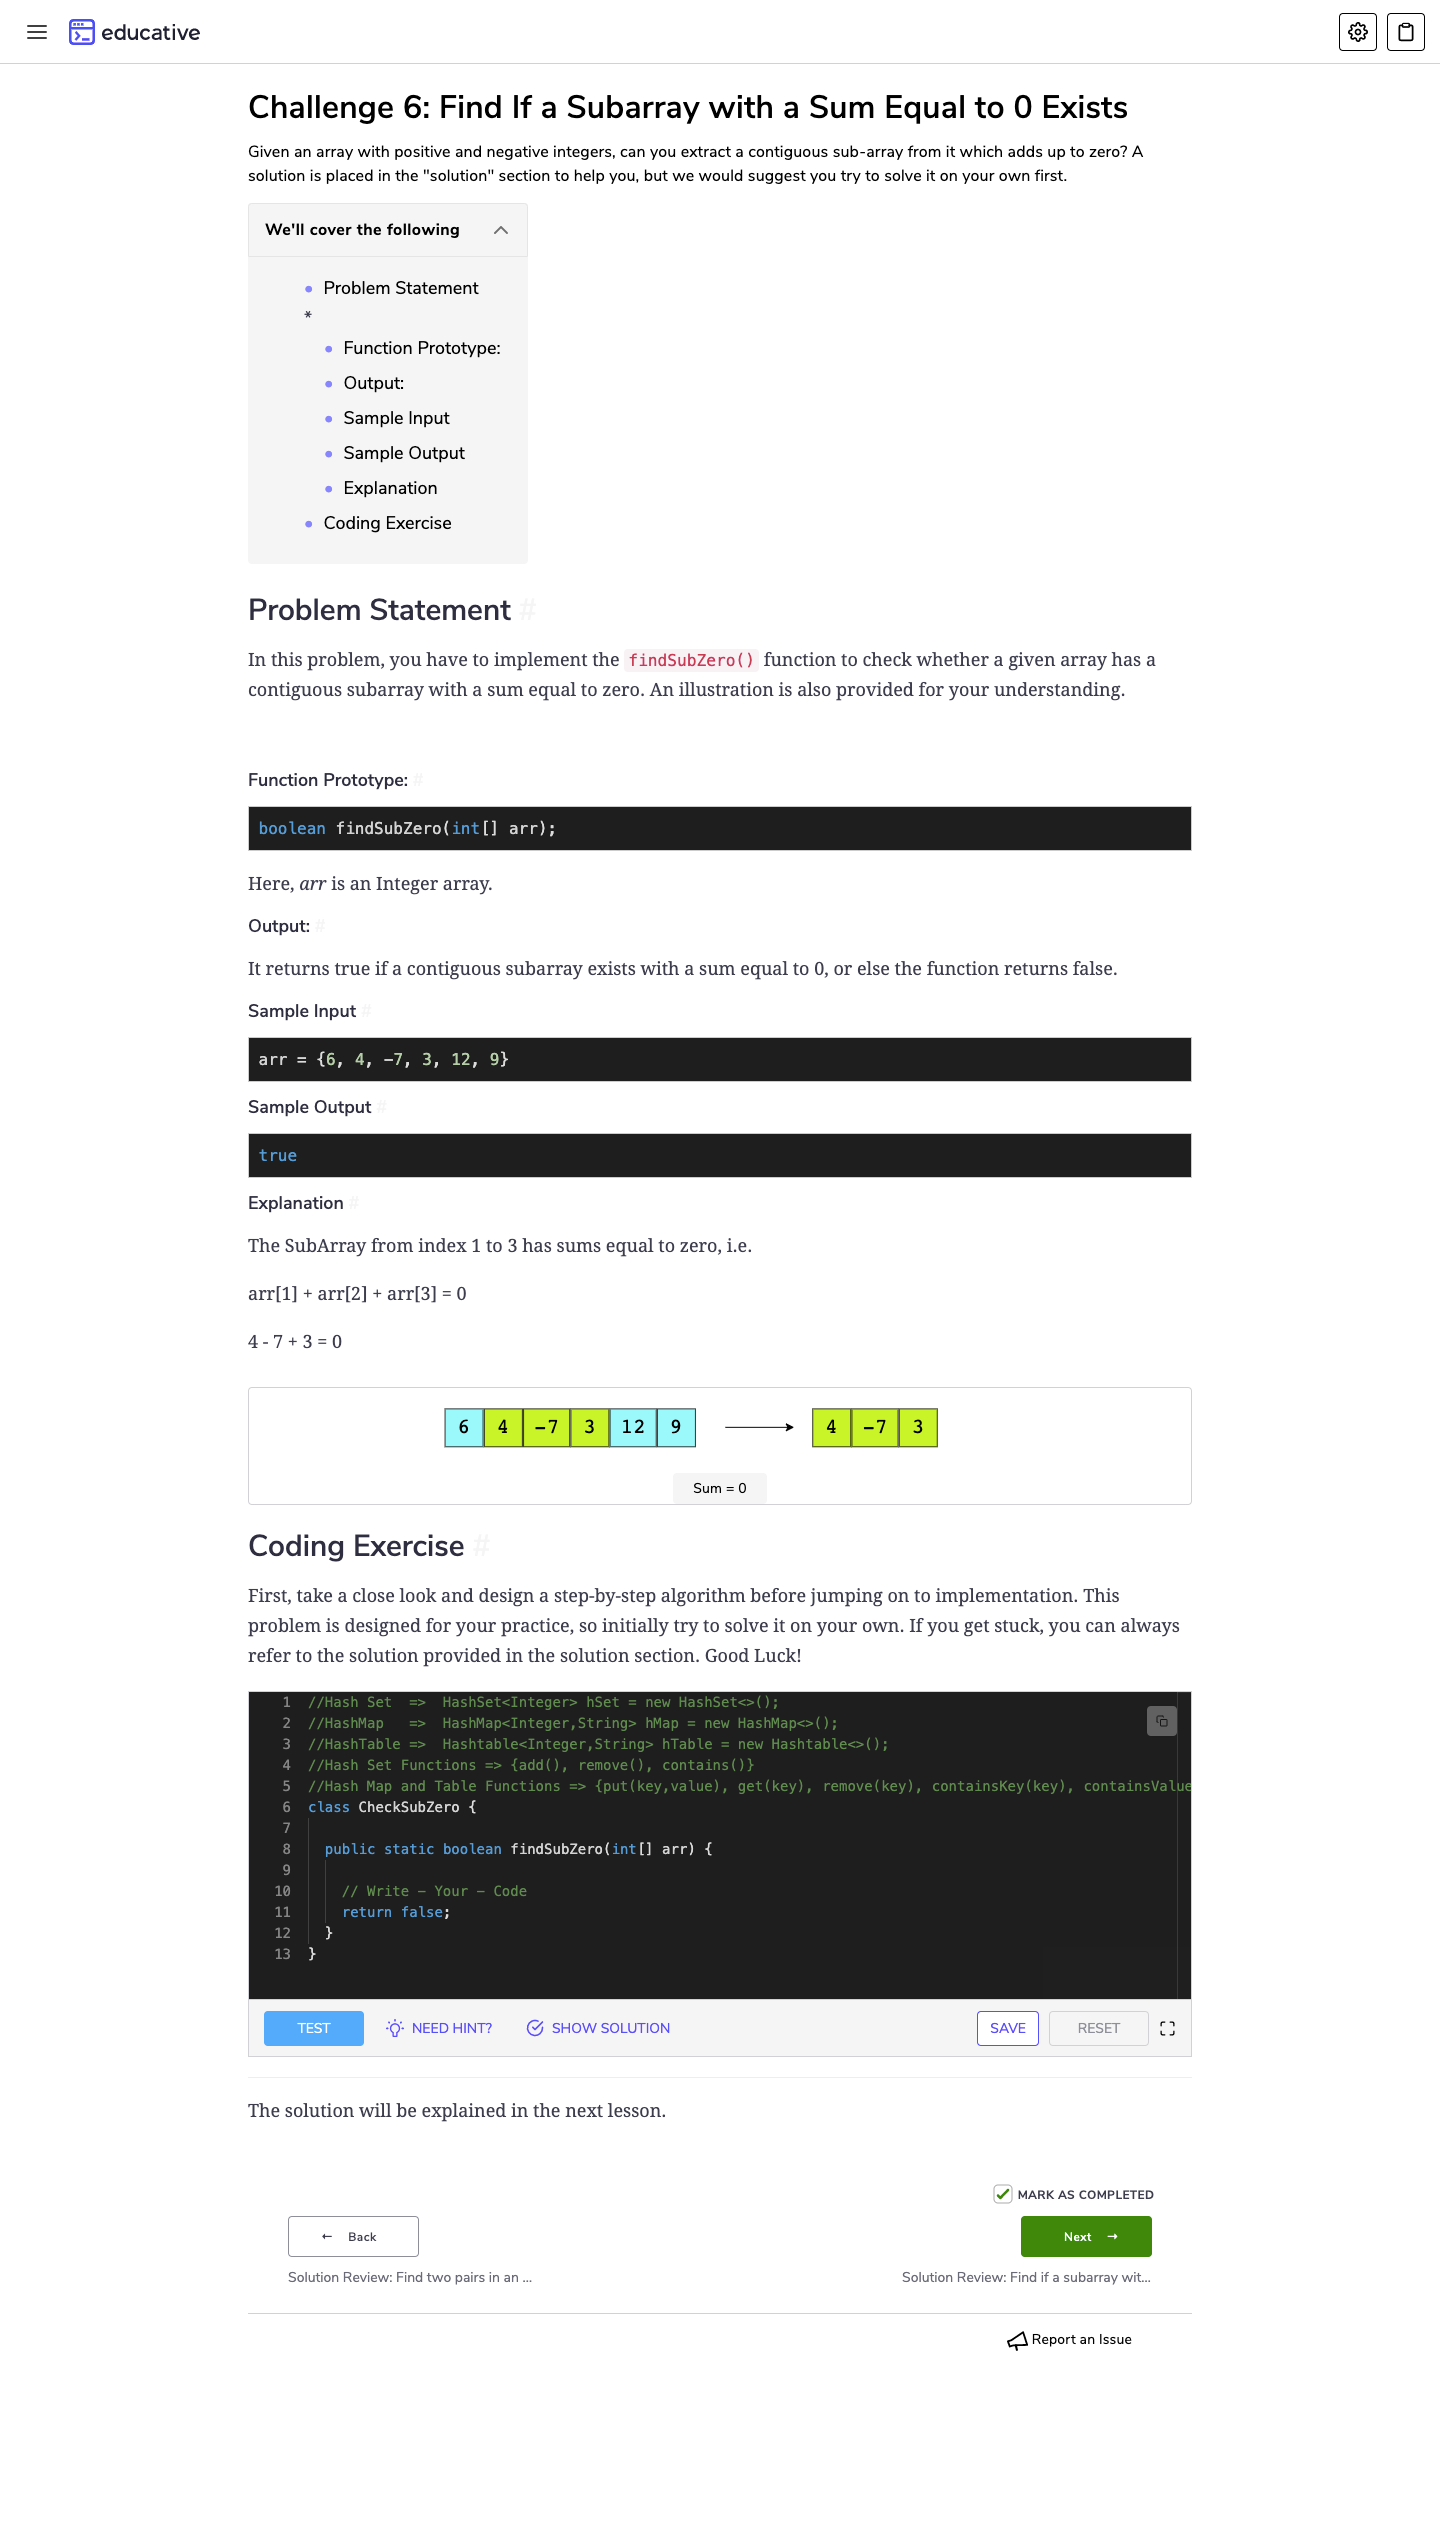 educative
Challenge 6: Find If a Subarray with a Sum Equal to 0 Exists
Given an array with positive and negative integers, can you extract a contiguous sub-array from it which adds up to zero? A
solution is placed in the "solution" section to help you, but we would suggest you try to solve it on your own first.
We'll cover the following
• Problem Statement
*
• Function Prototype:
• Output:
• Sample Input
• Sample Output
• Explanation
• Coding Exercise
Problem Statement #
In this problem, you have to implement the findSubZero() function to check whether a given array has a
contiguous subarray with a sum equal to zero. An illustration is also provided for your understanding.
Function Prototype: #
boolean findSubZero(int[] arr);
Here, arr is an Integer array.
Output: #
It returns true if a contiguous subarray exists with a sum equal to 0, or else the function returns false.
Sample Input #
arr = {6, 4, -7, 3, 12, 9}
Sample Output #
true
Explanation #
The SubArray from index 1 to 3 has sums equal to zero, i.e.
arr[1] + arr[2] + arr[3] = 0
4 - 7 + 3 = 0
6 4 -7 3 12 9 4 -7 3
Sum = 0
Coding Exercise #
First, take a close look and design a step-by-step algorithm before jumping on to implementation. This
problem is designed for your practice, so initially try to solve it on your own. If you get stuck, you can always
refer to the solution provided in the solution section. Good Luck!
1 //Hash Set  =>  HashSet<Integer> hSet = new HashSet<>();
2 //HashMap   =>  HashMap<Integer,String> hMap = new HashMap<>();
3 //HashTable =>  Hashtable<Integer,String> hTable = new Hashtable<>();
4 //Hash Set Functions => {add(), remove(), contains()}
5 //Hash Map and Table Functions => {put(key,value), get(key), remove(key), containsKey(key), containsValue
6 class CheckSubZero {
7
8   public static boolean findSubZero(int[] arr) {
9
10     // Write - Your - Code
11     return false;
12   }
13 }
TEST NEED HINT? SHOW SOLUTION SAVE RESET
The solution will be explained in the next lesson.
MARK AS COMPLETED
← Back Next →
Solution Review: Find two pairs in an ... Solution Review: Find if a subarray wit...
Report an Issue